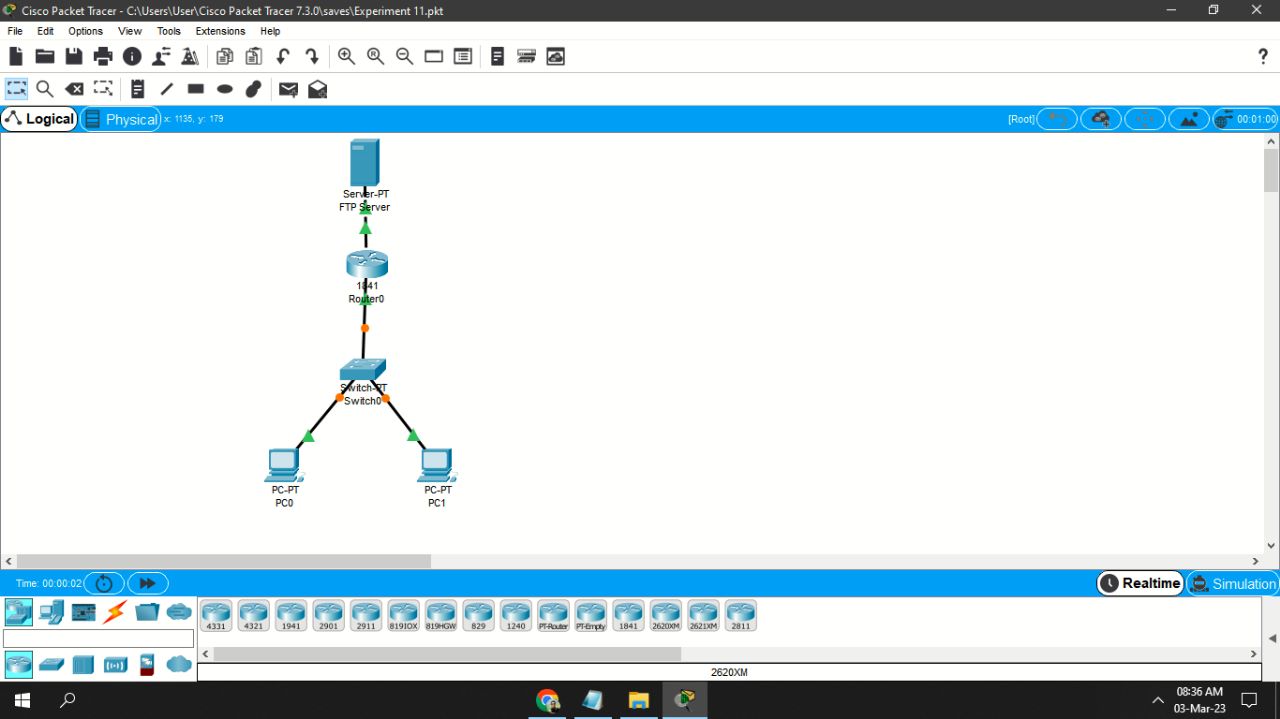 Cisco Packet Tracer - C:\Users\User\Cisco Packet Tracer 7.3.0\saves\Experiment 11.pkt
File Edit Options View Tools Extensions Help
?
Logical Physical x: 1135, y: 179 [Root] 00:01:00
Server-PT
FTP Server
1841
Router0
Switch-PT
Switch0
PC-PT PC-PT
PC0 PC1
Time: 00:00:02 Realtime Simulation
4331 4321 1941 2901 2911 819IOX 819HGW 829 1240 PT-Router PT-Empty 1841 2620XM 2621XM 2811
2620XM
08:36 AM
03-Mar-23